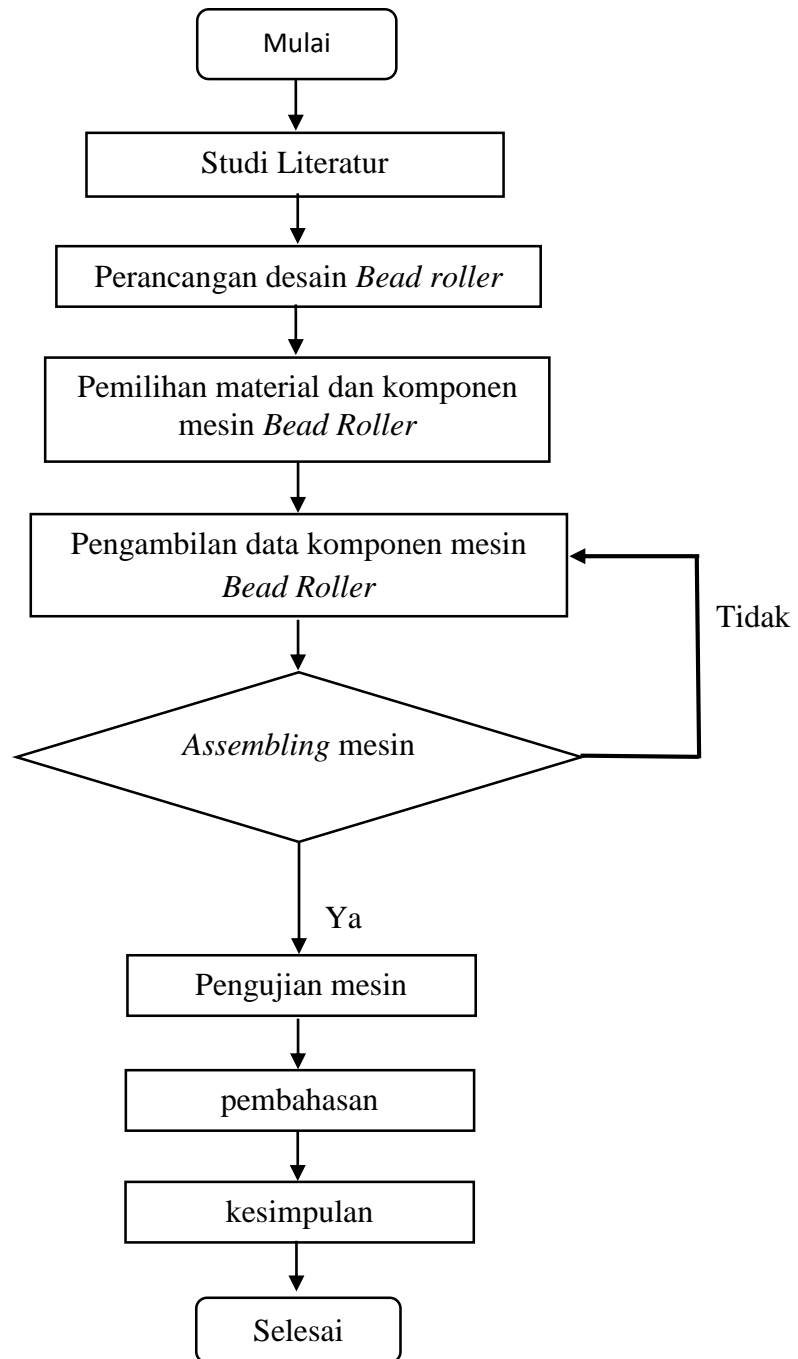 Mulai
Studi Literatur
Perancangan desain Bead roller
Pemilihan material dan komponen
mesin Bead Roller
Pengambilan data komponen mesin
Bead Roller
Tidak
Assembling mesin
Ya
Pengujian mesin
pembahasan
kesimpulan
Selesai